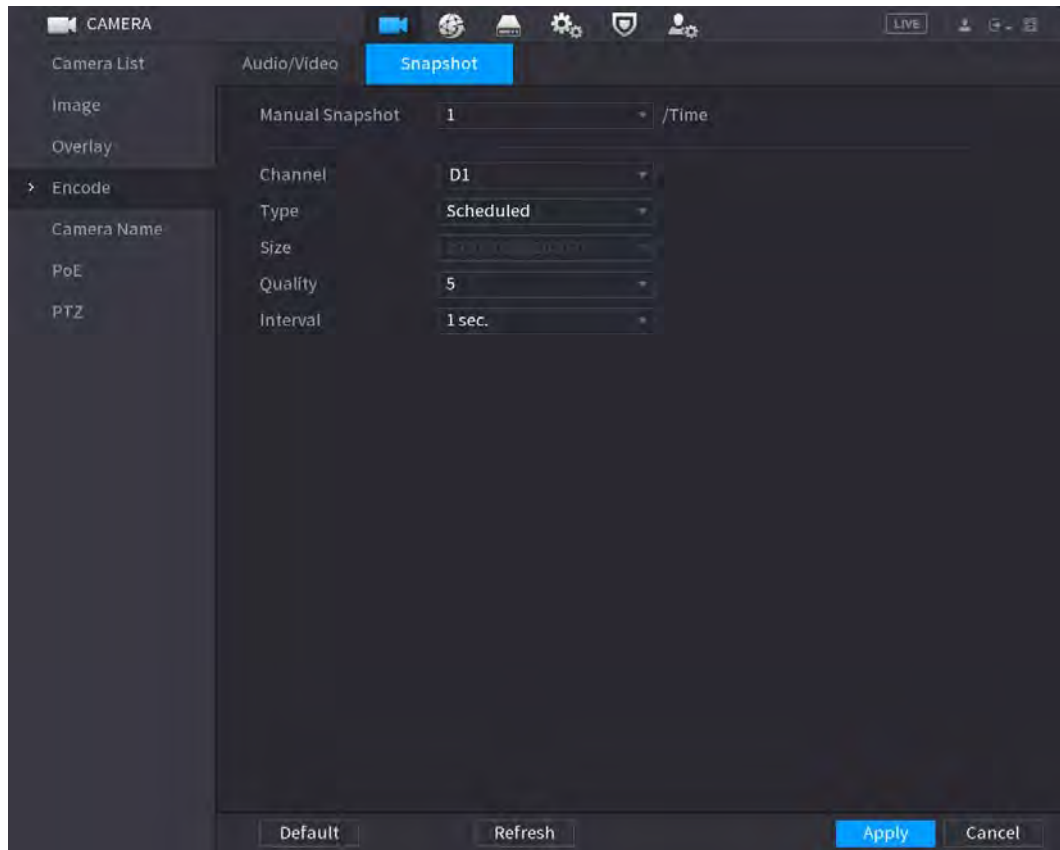 CAMERA LIVE
Camera List Audio/Video Snapshot
Image Manual Snapshot 1 /Time
Overlay
Channel D1
> Encode
Type Scheduled
Camera Name
Size
PoE Quality 5
PTZ Interval 1 sec.
Default Refresh Apply Cancel